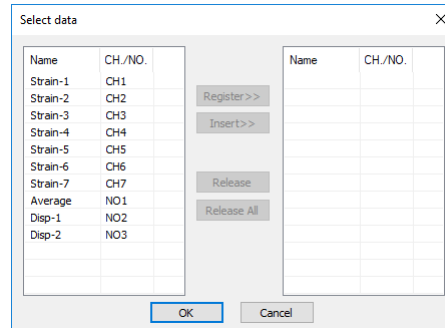 Select data
Name CH./NO.
Strain-1 CH1
Strain-2 CH2
Strain-3 CH3
Strain-4 CH4
Strain-5 CH5
Strain-6 CH6
Strain-7 CH7
Average NO1
Disp-1 NO2
Disp-2 NO3
Register>>
Insert>>
Release
Release All
Name CH./NO.
OK Cancel